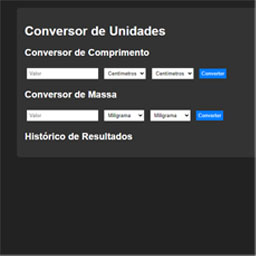 Conversor de Unidades
Conversor de Comprimento
Valor Centímetros Centímetros Converter
Conversor de Massa
Valor Miligrama Miligrama Converter
Histórico de Resultados